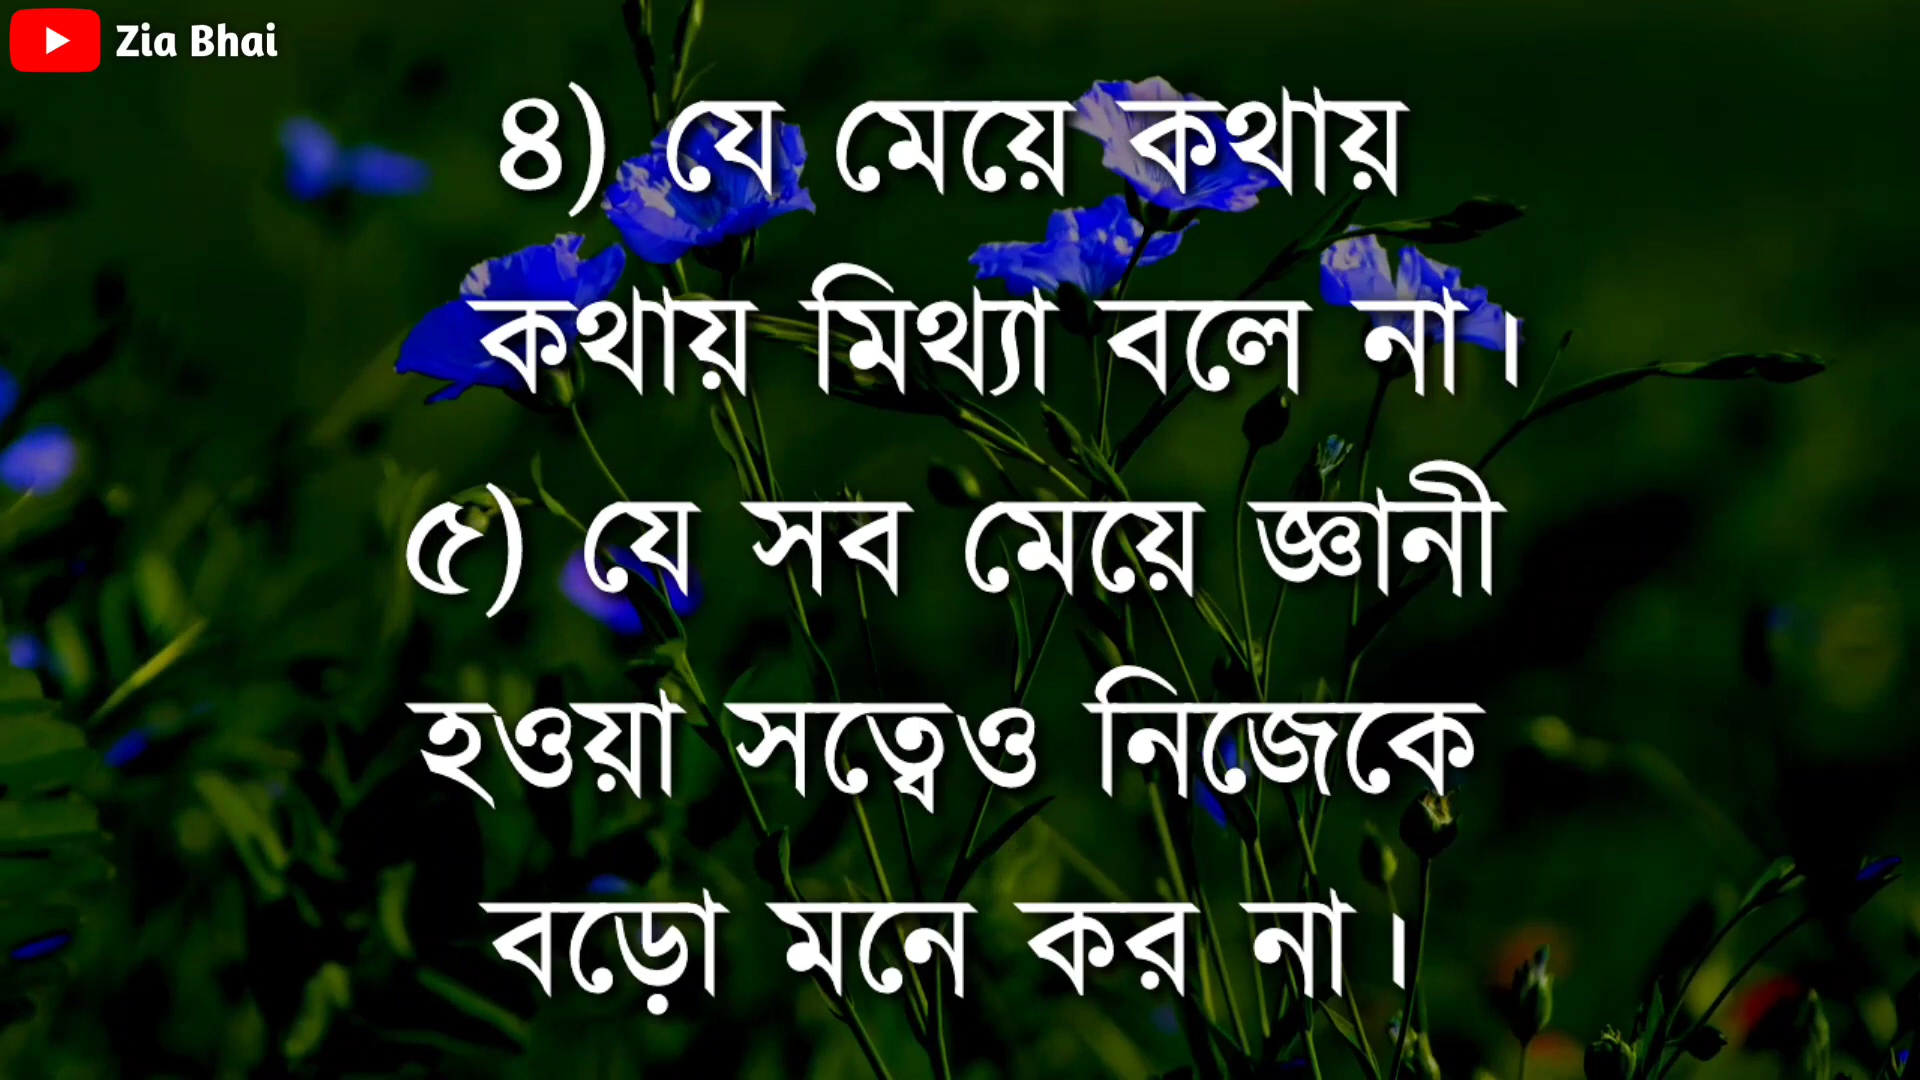 Zia Bhai
৪) যে মেয়ে কথায়
কথায় মিথ্যা বলে না।
৫) যে সব মেয়ে জ্ঞানী
হওয়া সত্বেও নিজেকে
বড়ো মনে কর না।